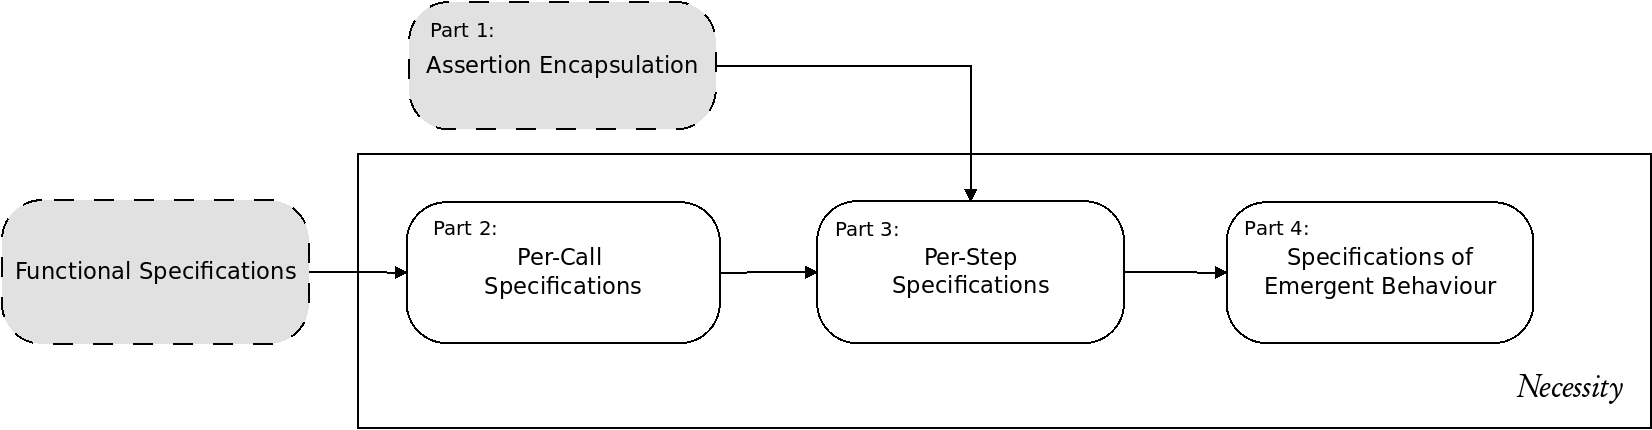 Part 1:
Assertion Encapsulation
Functional Specifications
Part 2:
Per-Call
Specifications
Part 3:
Per-Step
Specifications
Part 4:
Specifications of
Emergent Behaviour
Necessity